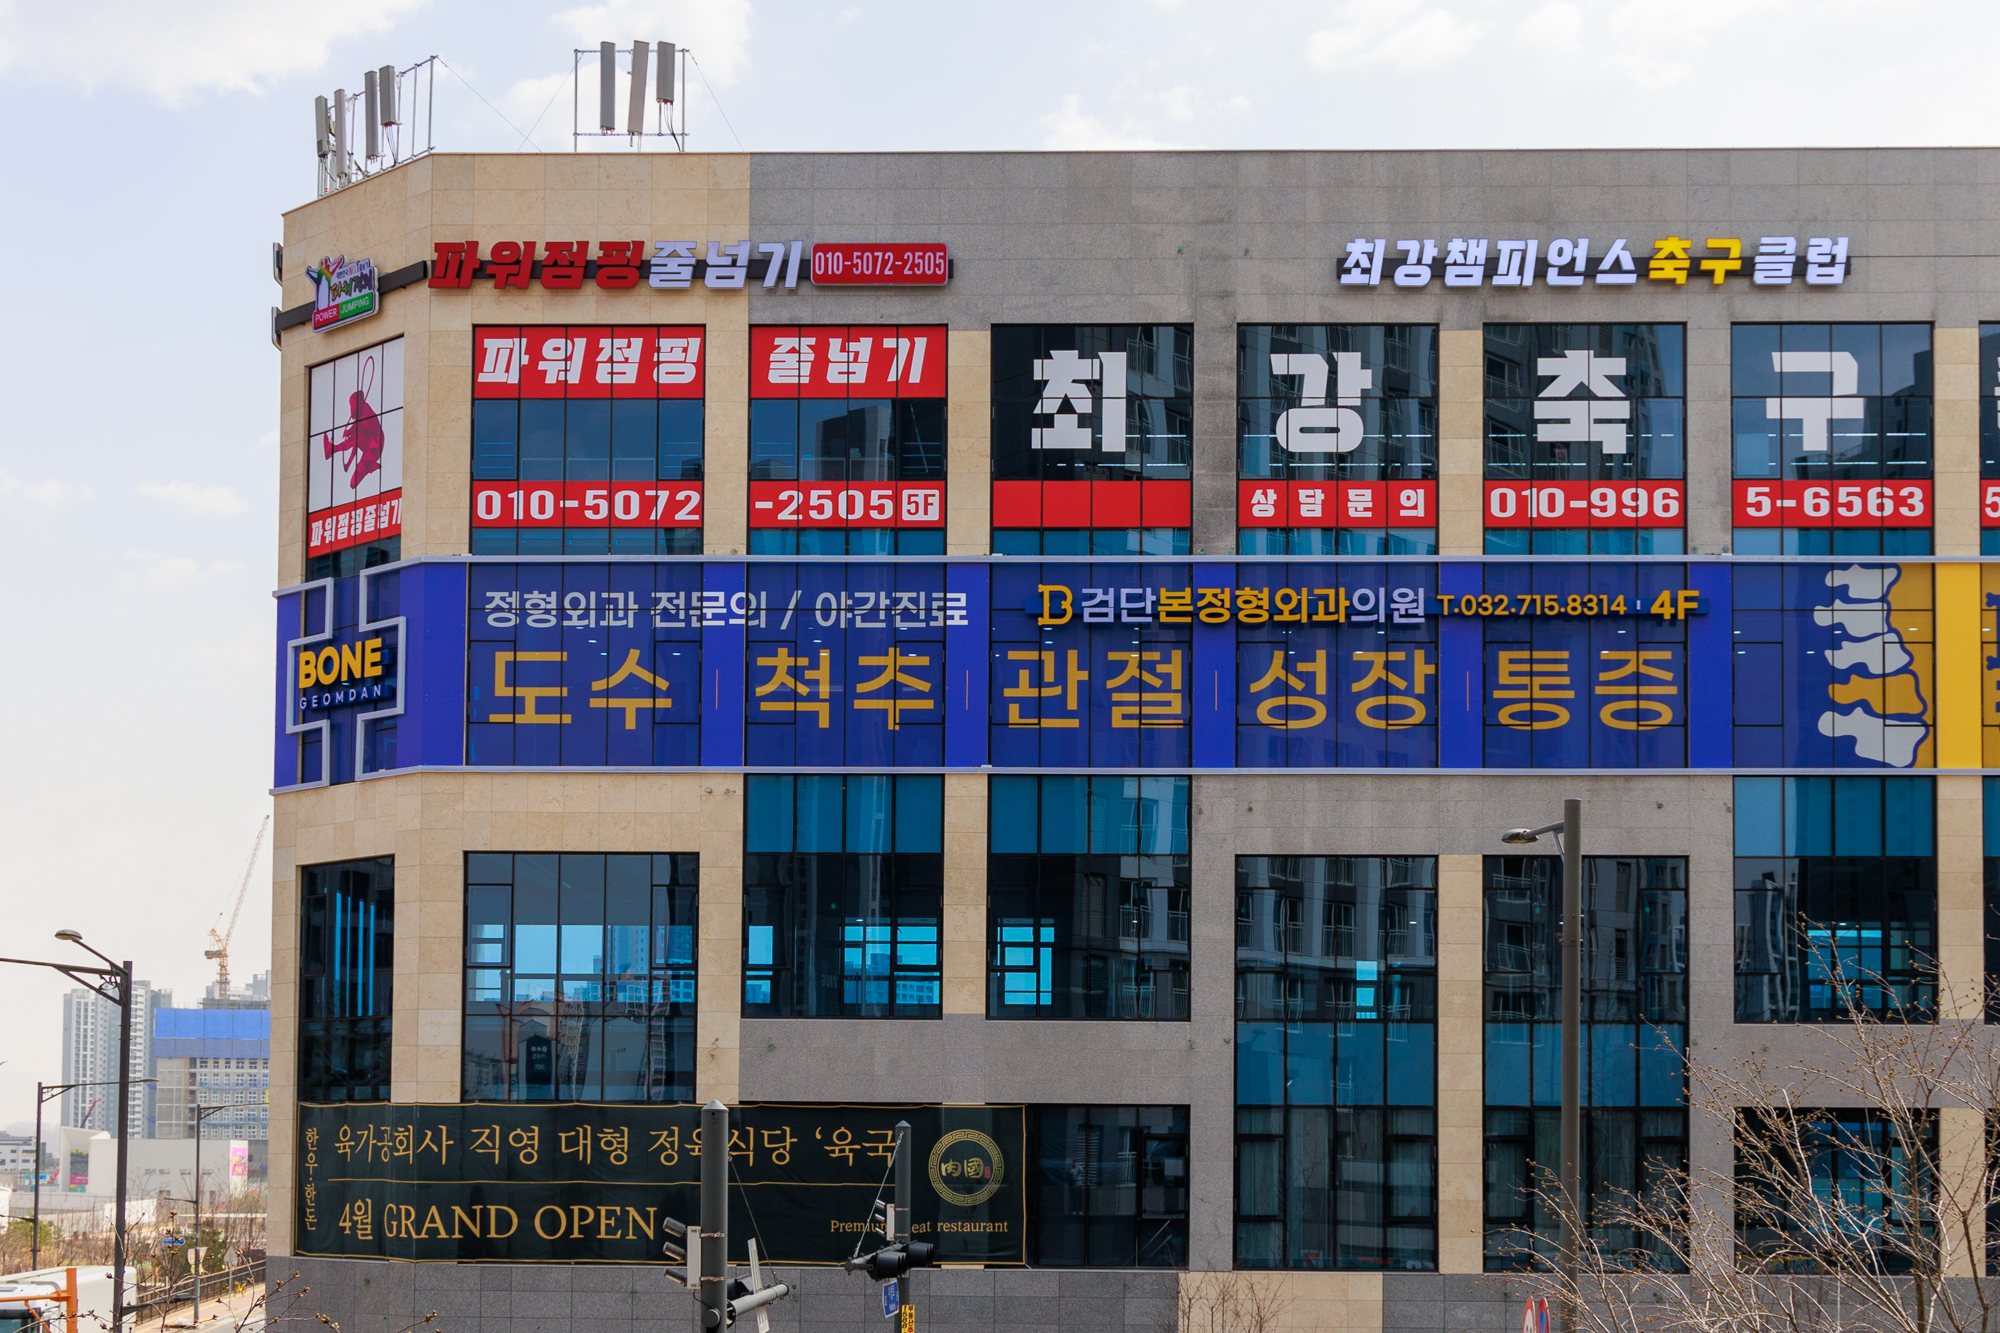 파워점핑줄넘기 010-5072-2505
최강챔피언스축구클럽
POWER JUMPING
파워점핑 줄넘기
최강축구
010-5072-2505 5F
상담문의 010-9965-6563
파워점핑줄넘기
정형외과 전문의 / 야간진료
B 검단본정형외과의원 T.032.715.8314 4F
BONE
GEOMDAN
도수 척추 관절 성장 통증
한우한돈
육가공회사 직영 대형 정육식당 ‘육국
內國
4월 GRAND OPEN
Premium eat restaurant